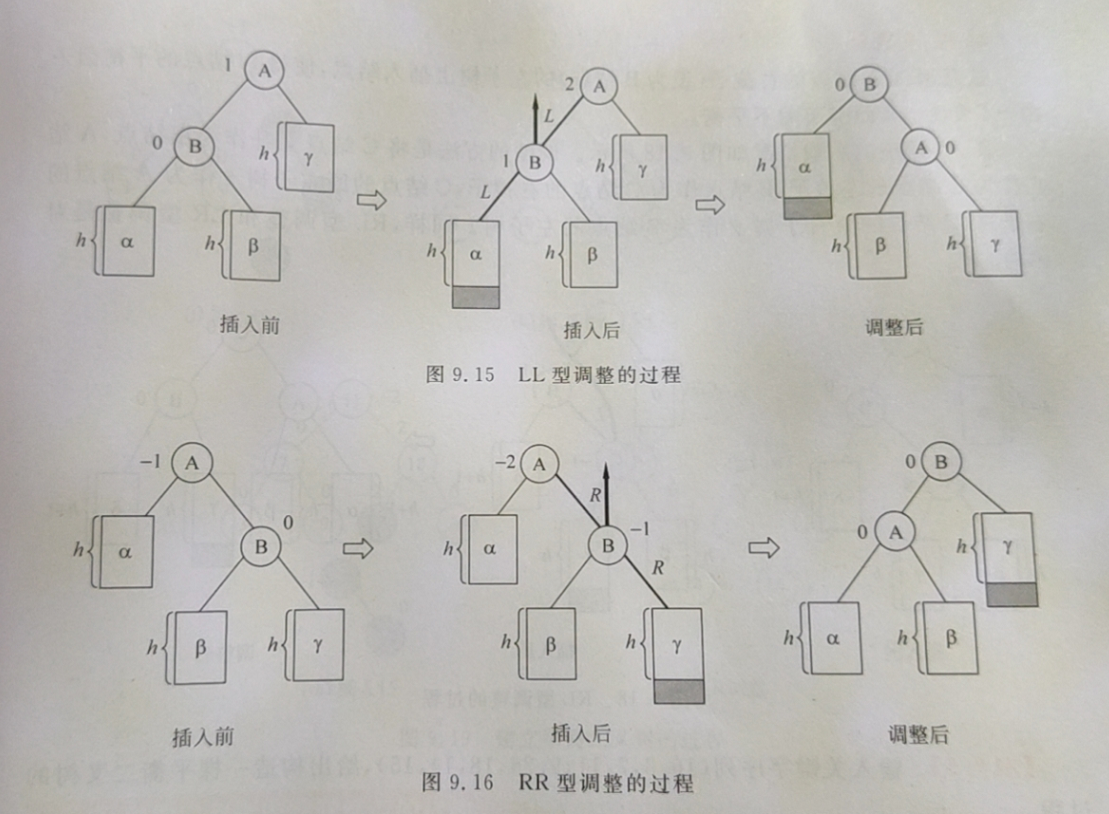 1 A 2 A 0 B
0 B h γ L 1 B h γ h α A 0
L
h α h β h α h β h β h γ
插入前 插入后 调整后
图 9.15 LL 型调整的过程
-1 A -2 A 0 B
R
h α 0 B h α B -1 0 A h γ
R
h β h γ h β h γ h α h β
插入前 插入后 调整后
图 9.16 RR 型调整的过程